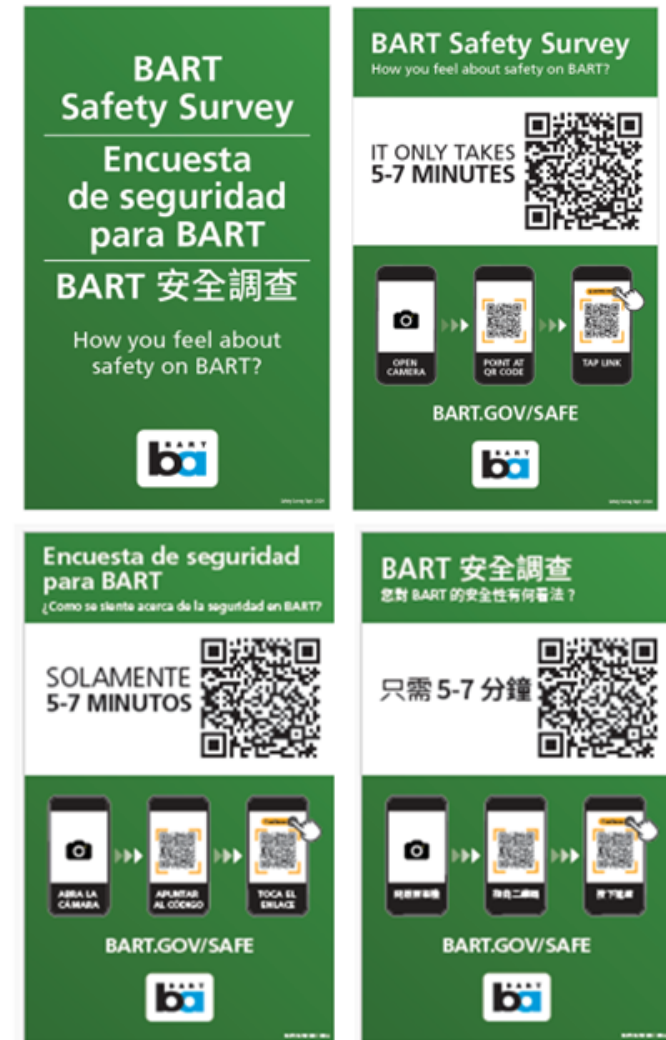 BART
Safety Survey
Encuesta
de seguridad
para BART
BART 安全調查
How you feel about
safety on BART?
BART
ba
BART Safety Survey
How you feel about safety on BART?
IT ONLY TAKES
5-7 MINUTES
OPEN
CAMERA
POINT AT
QR CODE
TAP LINK
BART.GOV/SAFE
BART
ba
Encuesta de seguridad
para BART
¿Como se siente acerca de la seguridad en BART?
SOLAMENTE
5-7 MINUTOS
ABRA LA
CÁMARA
APUNTAR
AL CÓDIGO
TOCA EL
ENLACE
BART.GOV/SAFE
BART
ba
BART 安全調查
您對 BART 的安全性有何看法？
只需 5-7 分鐘
BART.GOV/SAFE
BART
ba